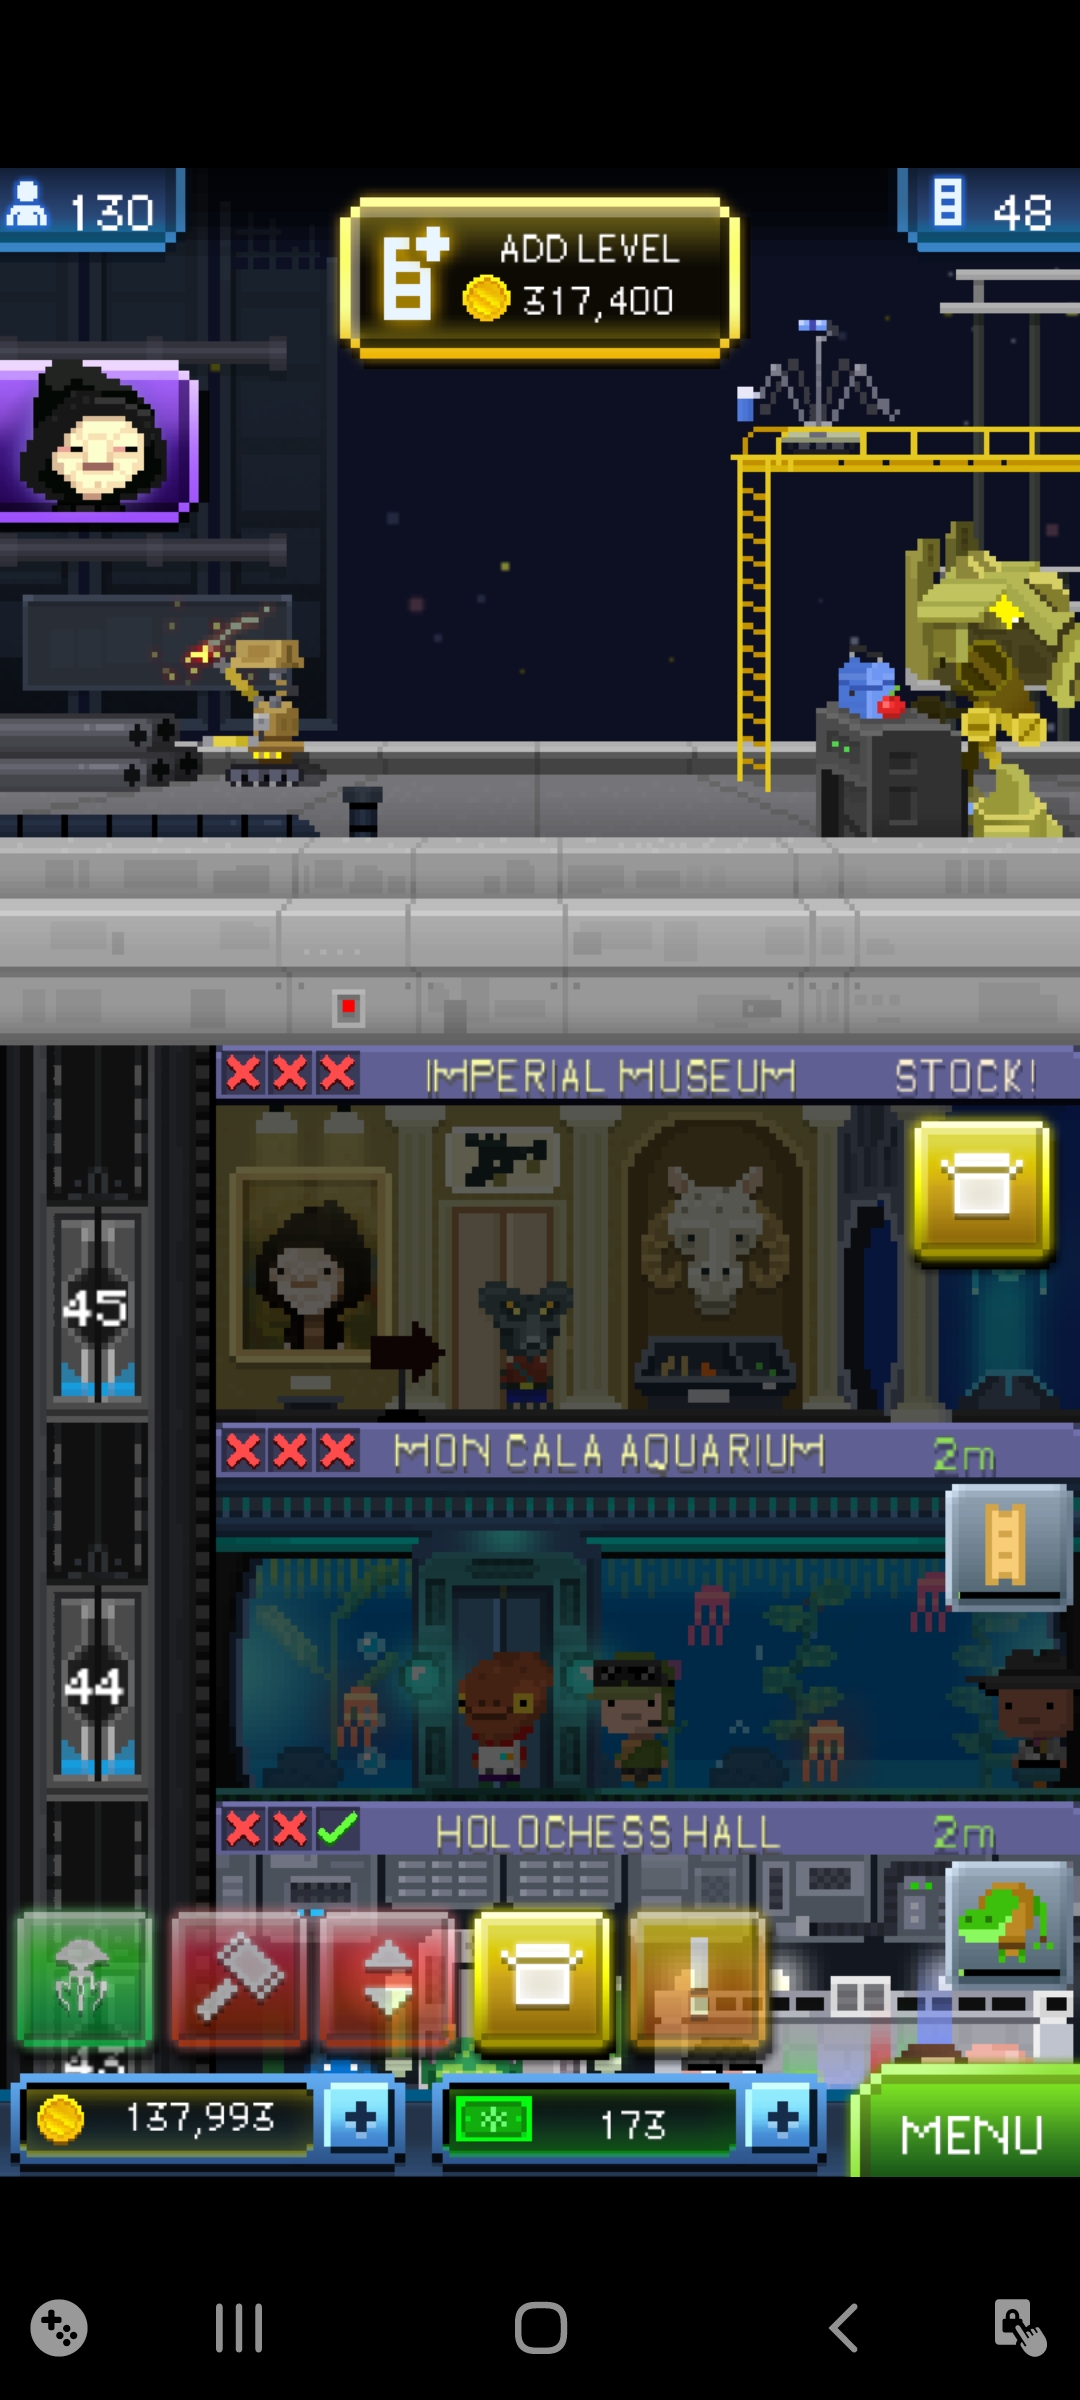 130
ADD LEVEL
317,400
48
IMPERIAL MUSEUM STOCK!
45
MON CALA AQUARIUM 2m
44
HOLOCHESS HALL 2m
43
137,993
173
MENU